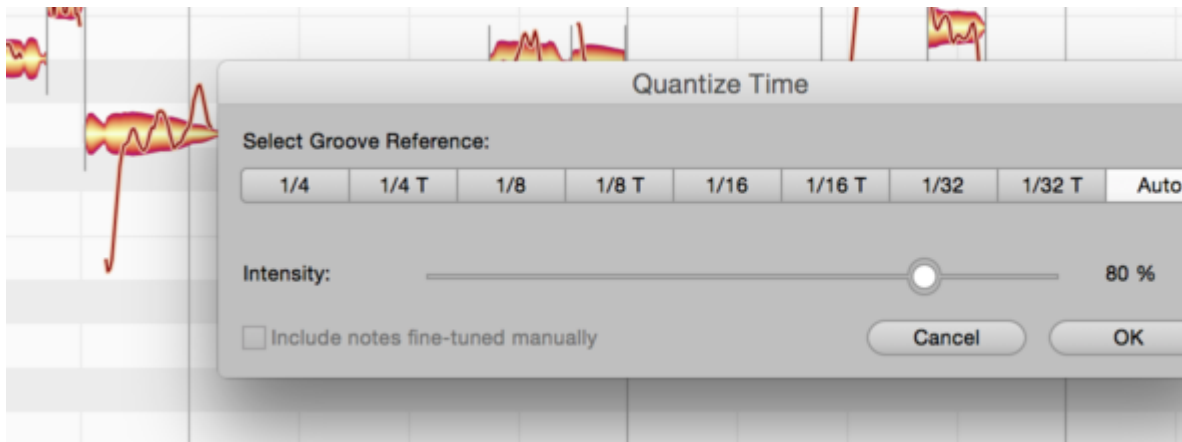 Quantize Time
Select Groove Reference:
1/4 1/4 T 1/8 1/8 T 1/16 1/16 T 1/32 1/32 T Auto
Intensity: 80 %
Include notes fine-tuned manually Cancel OK